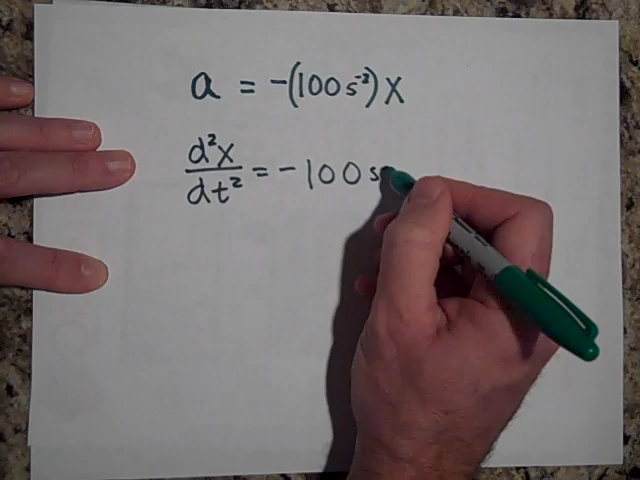 a = -(100 s⁻²) x
d²x/dt² = -100 s